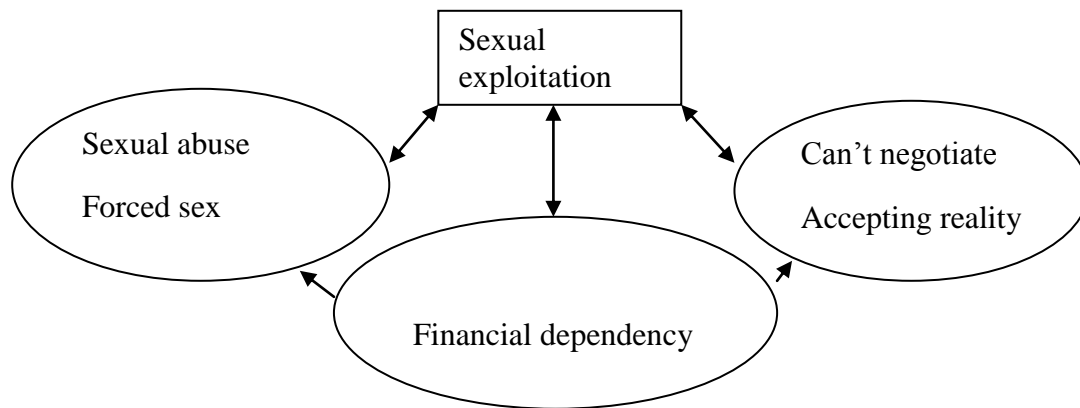 Sexual
exploitation
Sexual abuse
Forced sex
Can’t negotiate
Accepting reality
Financial dependency